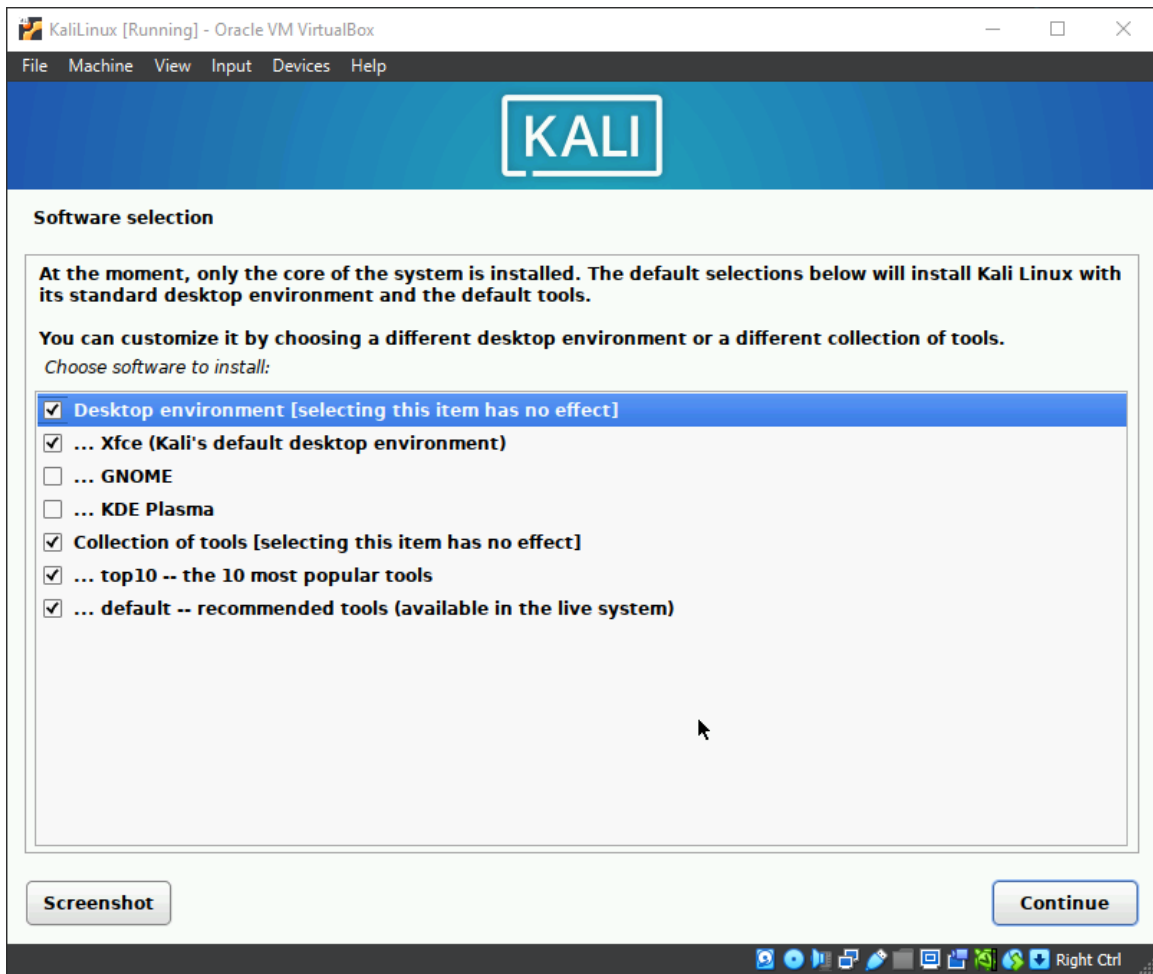 KaliLinux [Running] - Oracle VM VirtualBox
File Machine View Input Devices Help
KALI
Software selection
At the moment, only the core of the system is installed. The default selections below will install Kali Linux with
its standard desktop environment and the default tools.
You can customize it by choosing a different desktop environment or a different collection of tools.
Choose software to install:
Desktop environment [selecting this item has no effect]
... Xfce (Kali's default desktop environment)
... GNOME
... KDE Plasma
Collection of tools [selecting this item has no effect]
... top10 -- the 10 most popular tools
... default -- recommended tools (available in the live system)
Screenshot
Continue
Right Ctrl